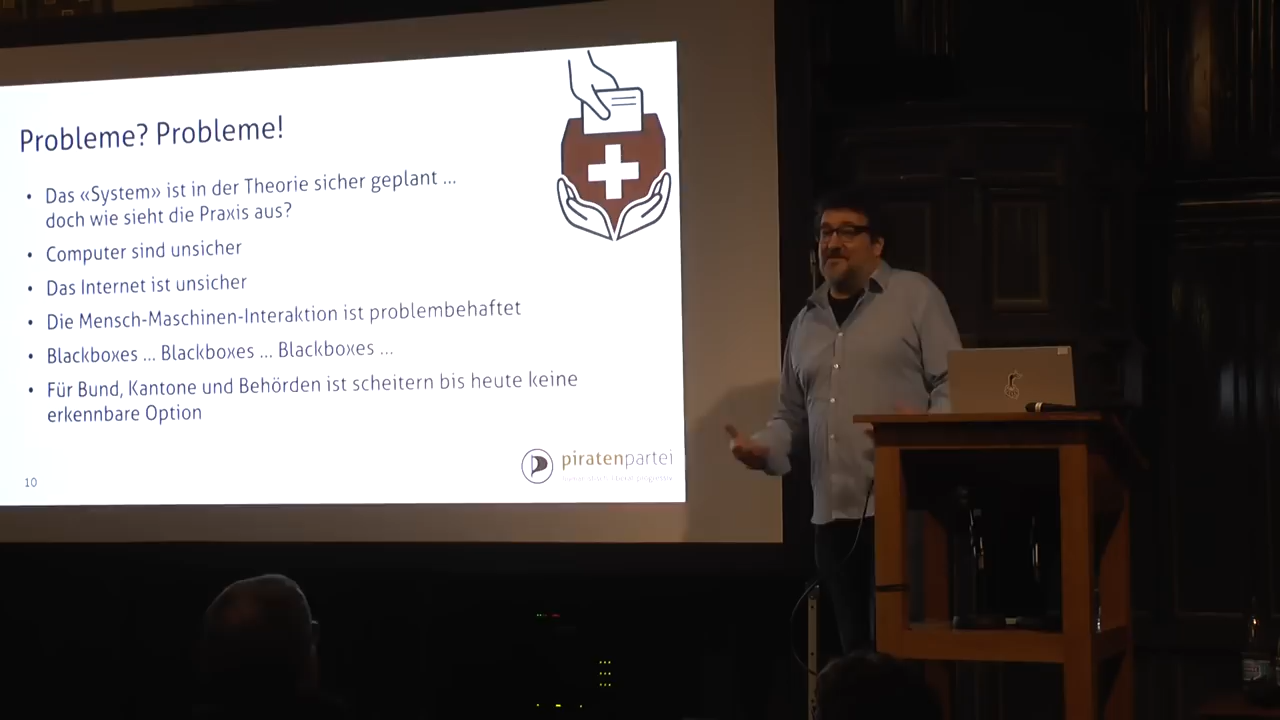 Probleme? Probleme!
• Das «System» ist in der Theorie sicher geplant ...
doch wie sieht die Praxis aus?
• Computer sind unsicher
• Das Internet ist unsicher
• Die Mensch-Maschinen-Interaktion ist problembehaftet
• Blackboxes ... Blackboxes ... Blackboxes ...
• Für Bund, Kantone und Behörden ist scheitern bis heute keine
erkennbare Option
piratenpartei
10